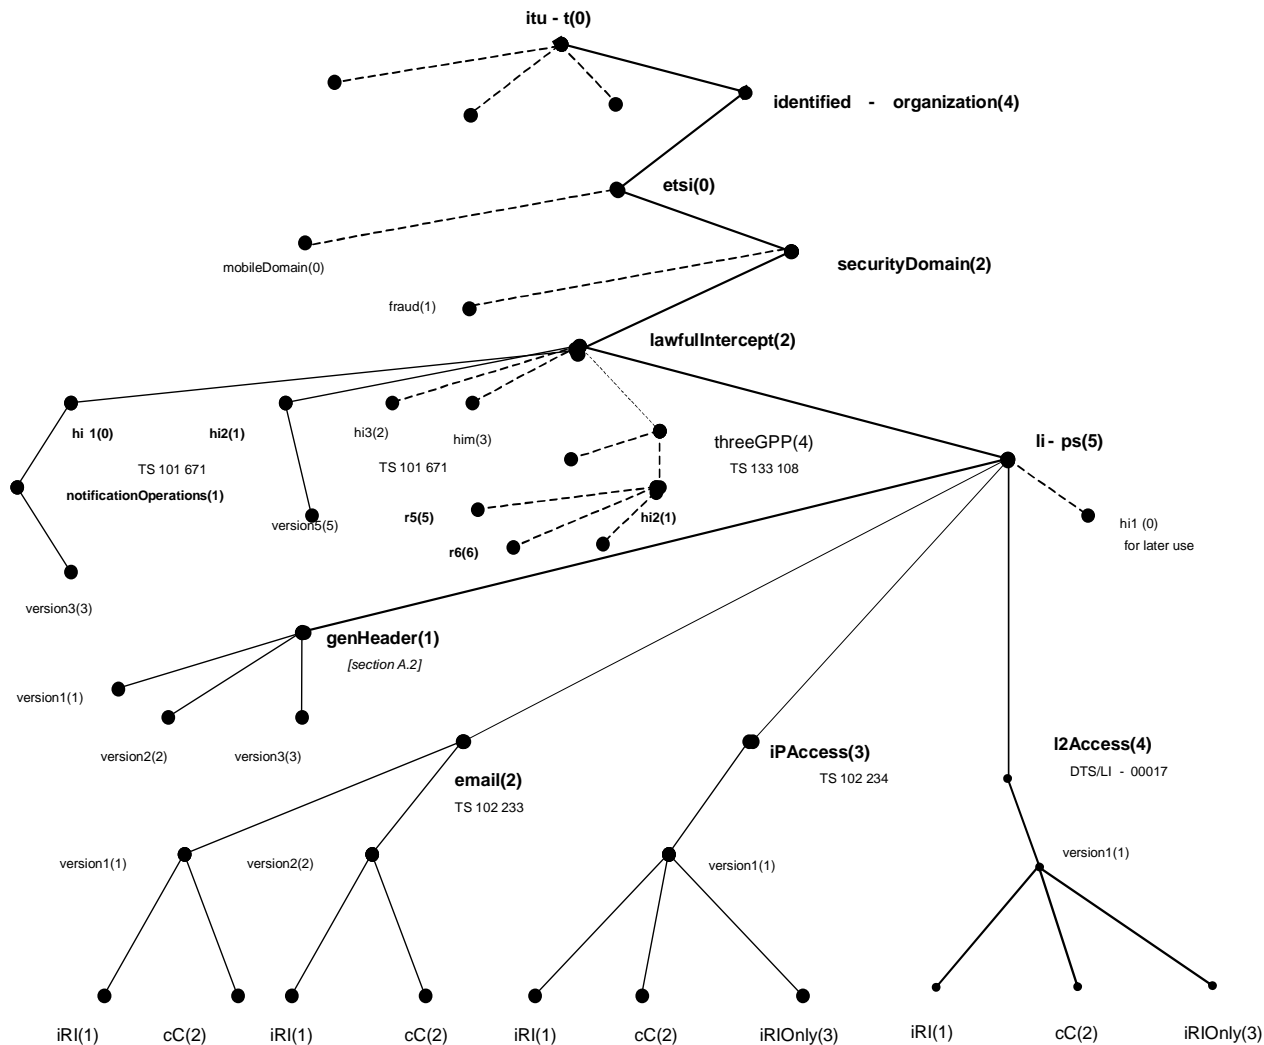 itu - t(0)
identified - organization(4)
etsi(0)
mobileDomain(0)
securityDomain(2)
fraud(1)
lawfulIntercept(2)
hi 1(0)
hi2(1)
hi3(2)
him(3)
threeGPP(4)
li- ps(5)
TS 101 671
TS 101 671
TS 133 108
notificationOperations(1)
version5(5)
r5(5)
hi2(1)
hi1 (0)
for later use
r6(6)
version3(3)
genHeader(1)
[section A.2]
version1(1)
version2(2)
version3(3)
email(2)
TS 102 233
iPAccess(3)
TS 102 234
l2Access(4)
DTS/LI - 00017
version1(1)
version2(2)
version1(1)
version1(1)
iRI(1)
cC(2)
iRI(1)
cC(2)
iRI(1)
cC(2)
iRIOnly(3)
iRI(1)
cC(2)
iRIOnly(3)